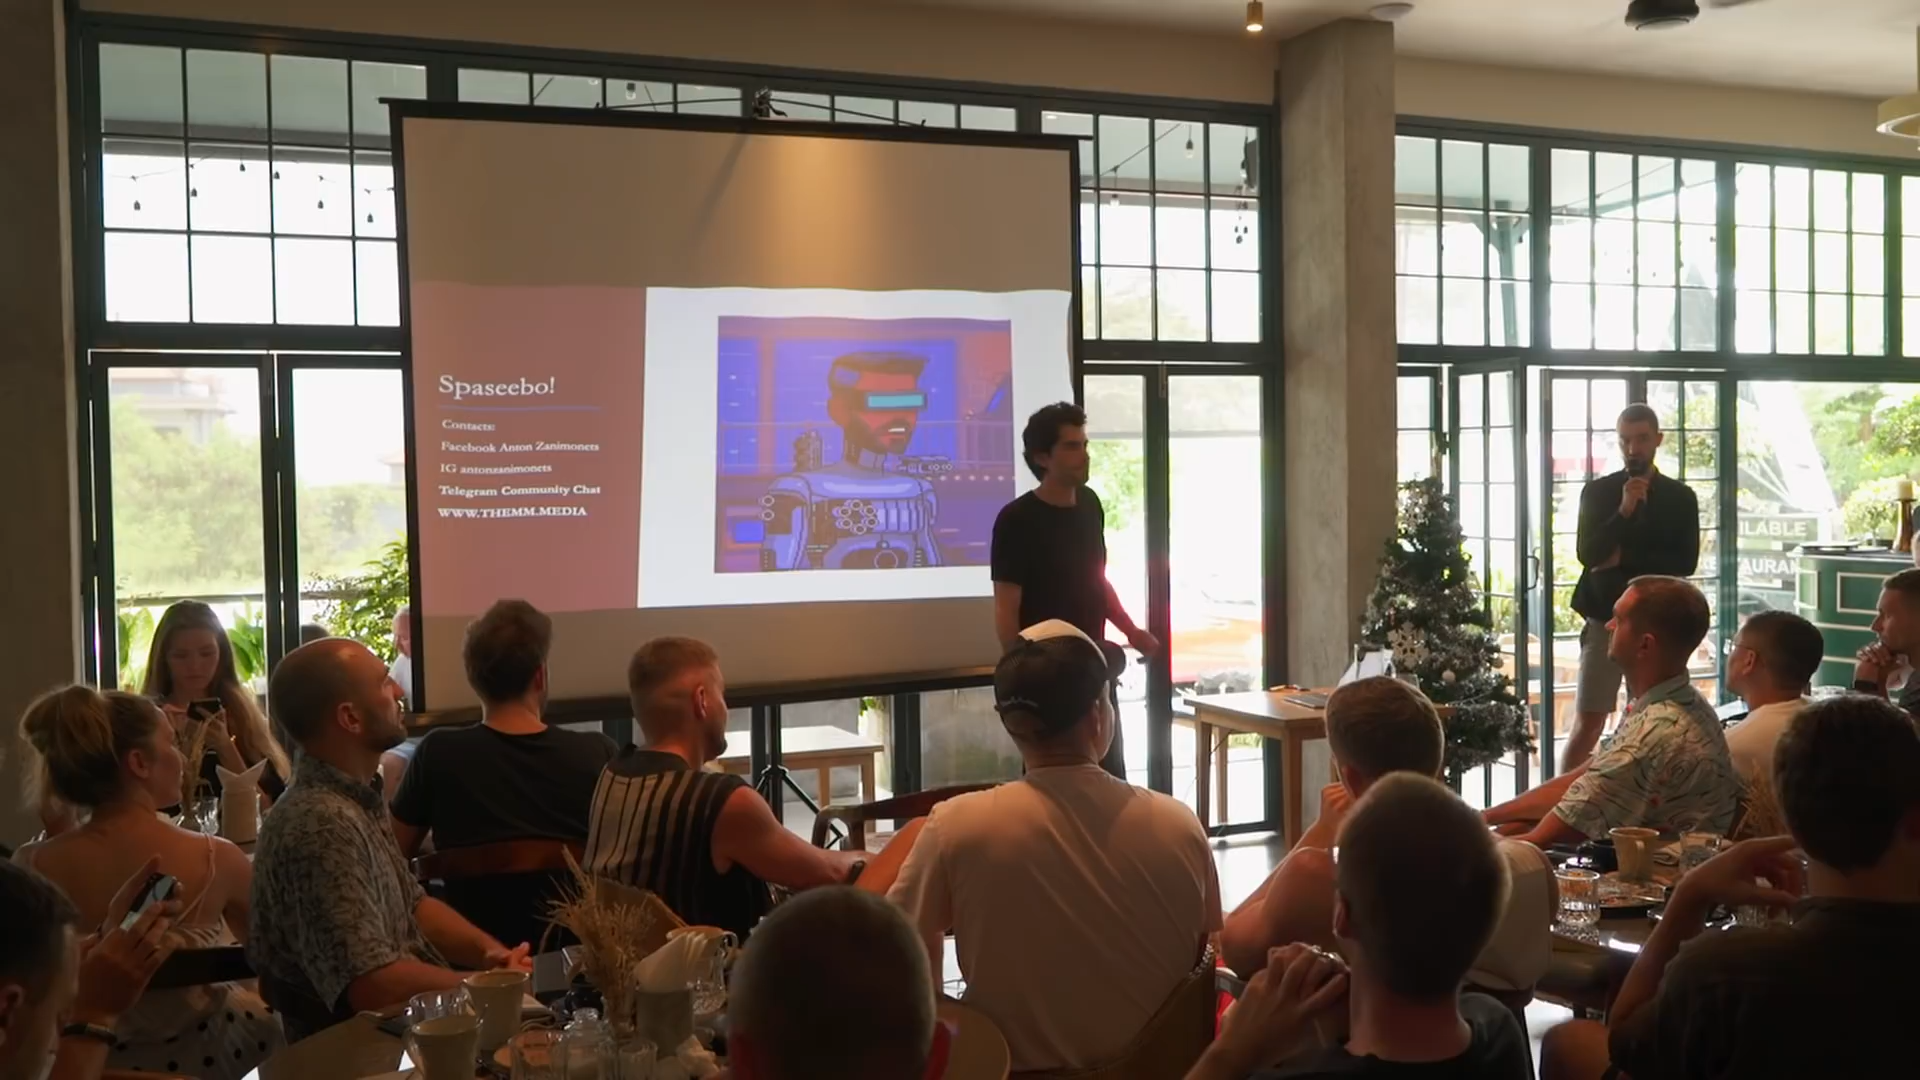 Spaseebo!
Contacts:
Facebook Anton Zanimonets
IG antonzanimonets
Telegram Community Chat
WWW.THEMM.MEDIA